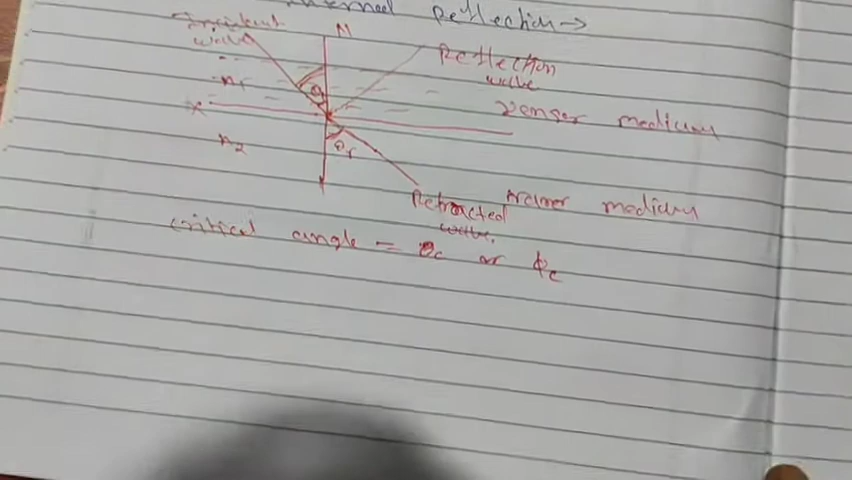 Internal Reflection →
Incident
wave
N
Reflection
wave
n1
θi
Denser medium
X
n2
θr
Refracted
wave.
rarer medium
critical angle = θc or ϕc